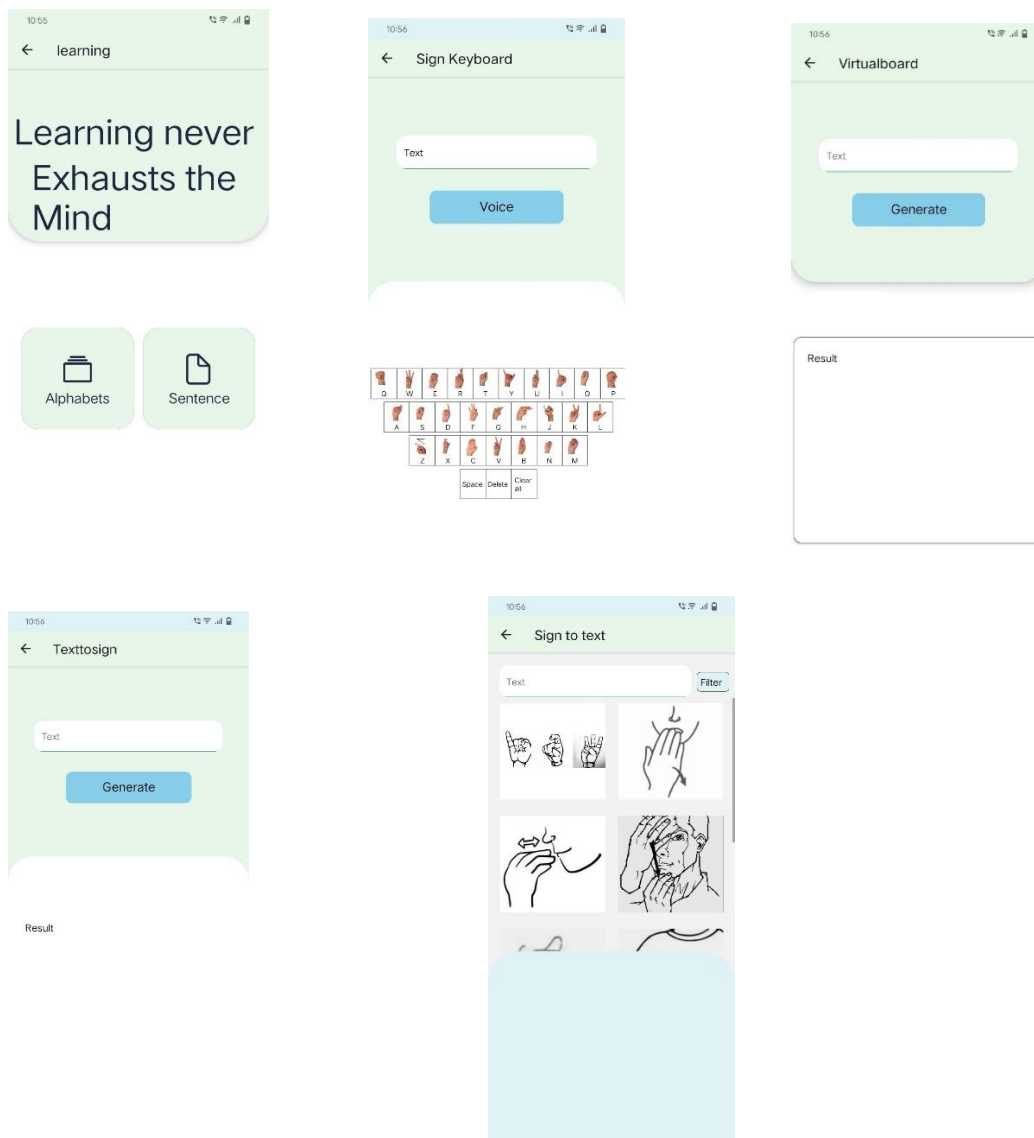 10:55
learning
Learning never
Exhausts the
Mind
Alphabets
Sentence
10:56
Sign Keyboard
Text
Voice
Q W E R T Y U I O P
A S D F G H J K L
Z X C V B N M
Space Delete Clear
all
10:56
Virtualboard
Text
Generate
Result
10:56
Texttosign
Text
Generate
Result
10:56
Sign to text
Text
Filter